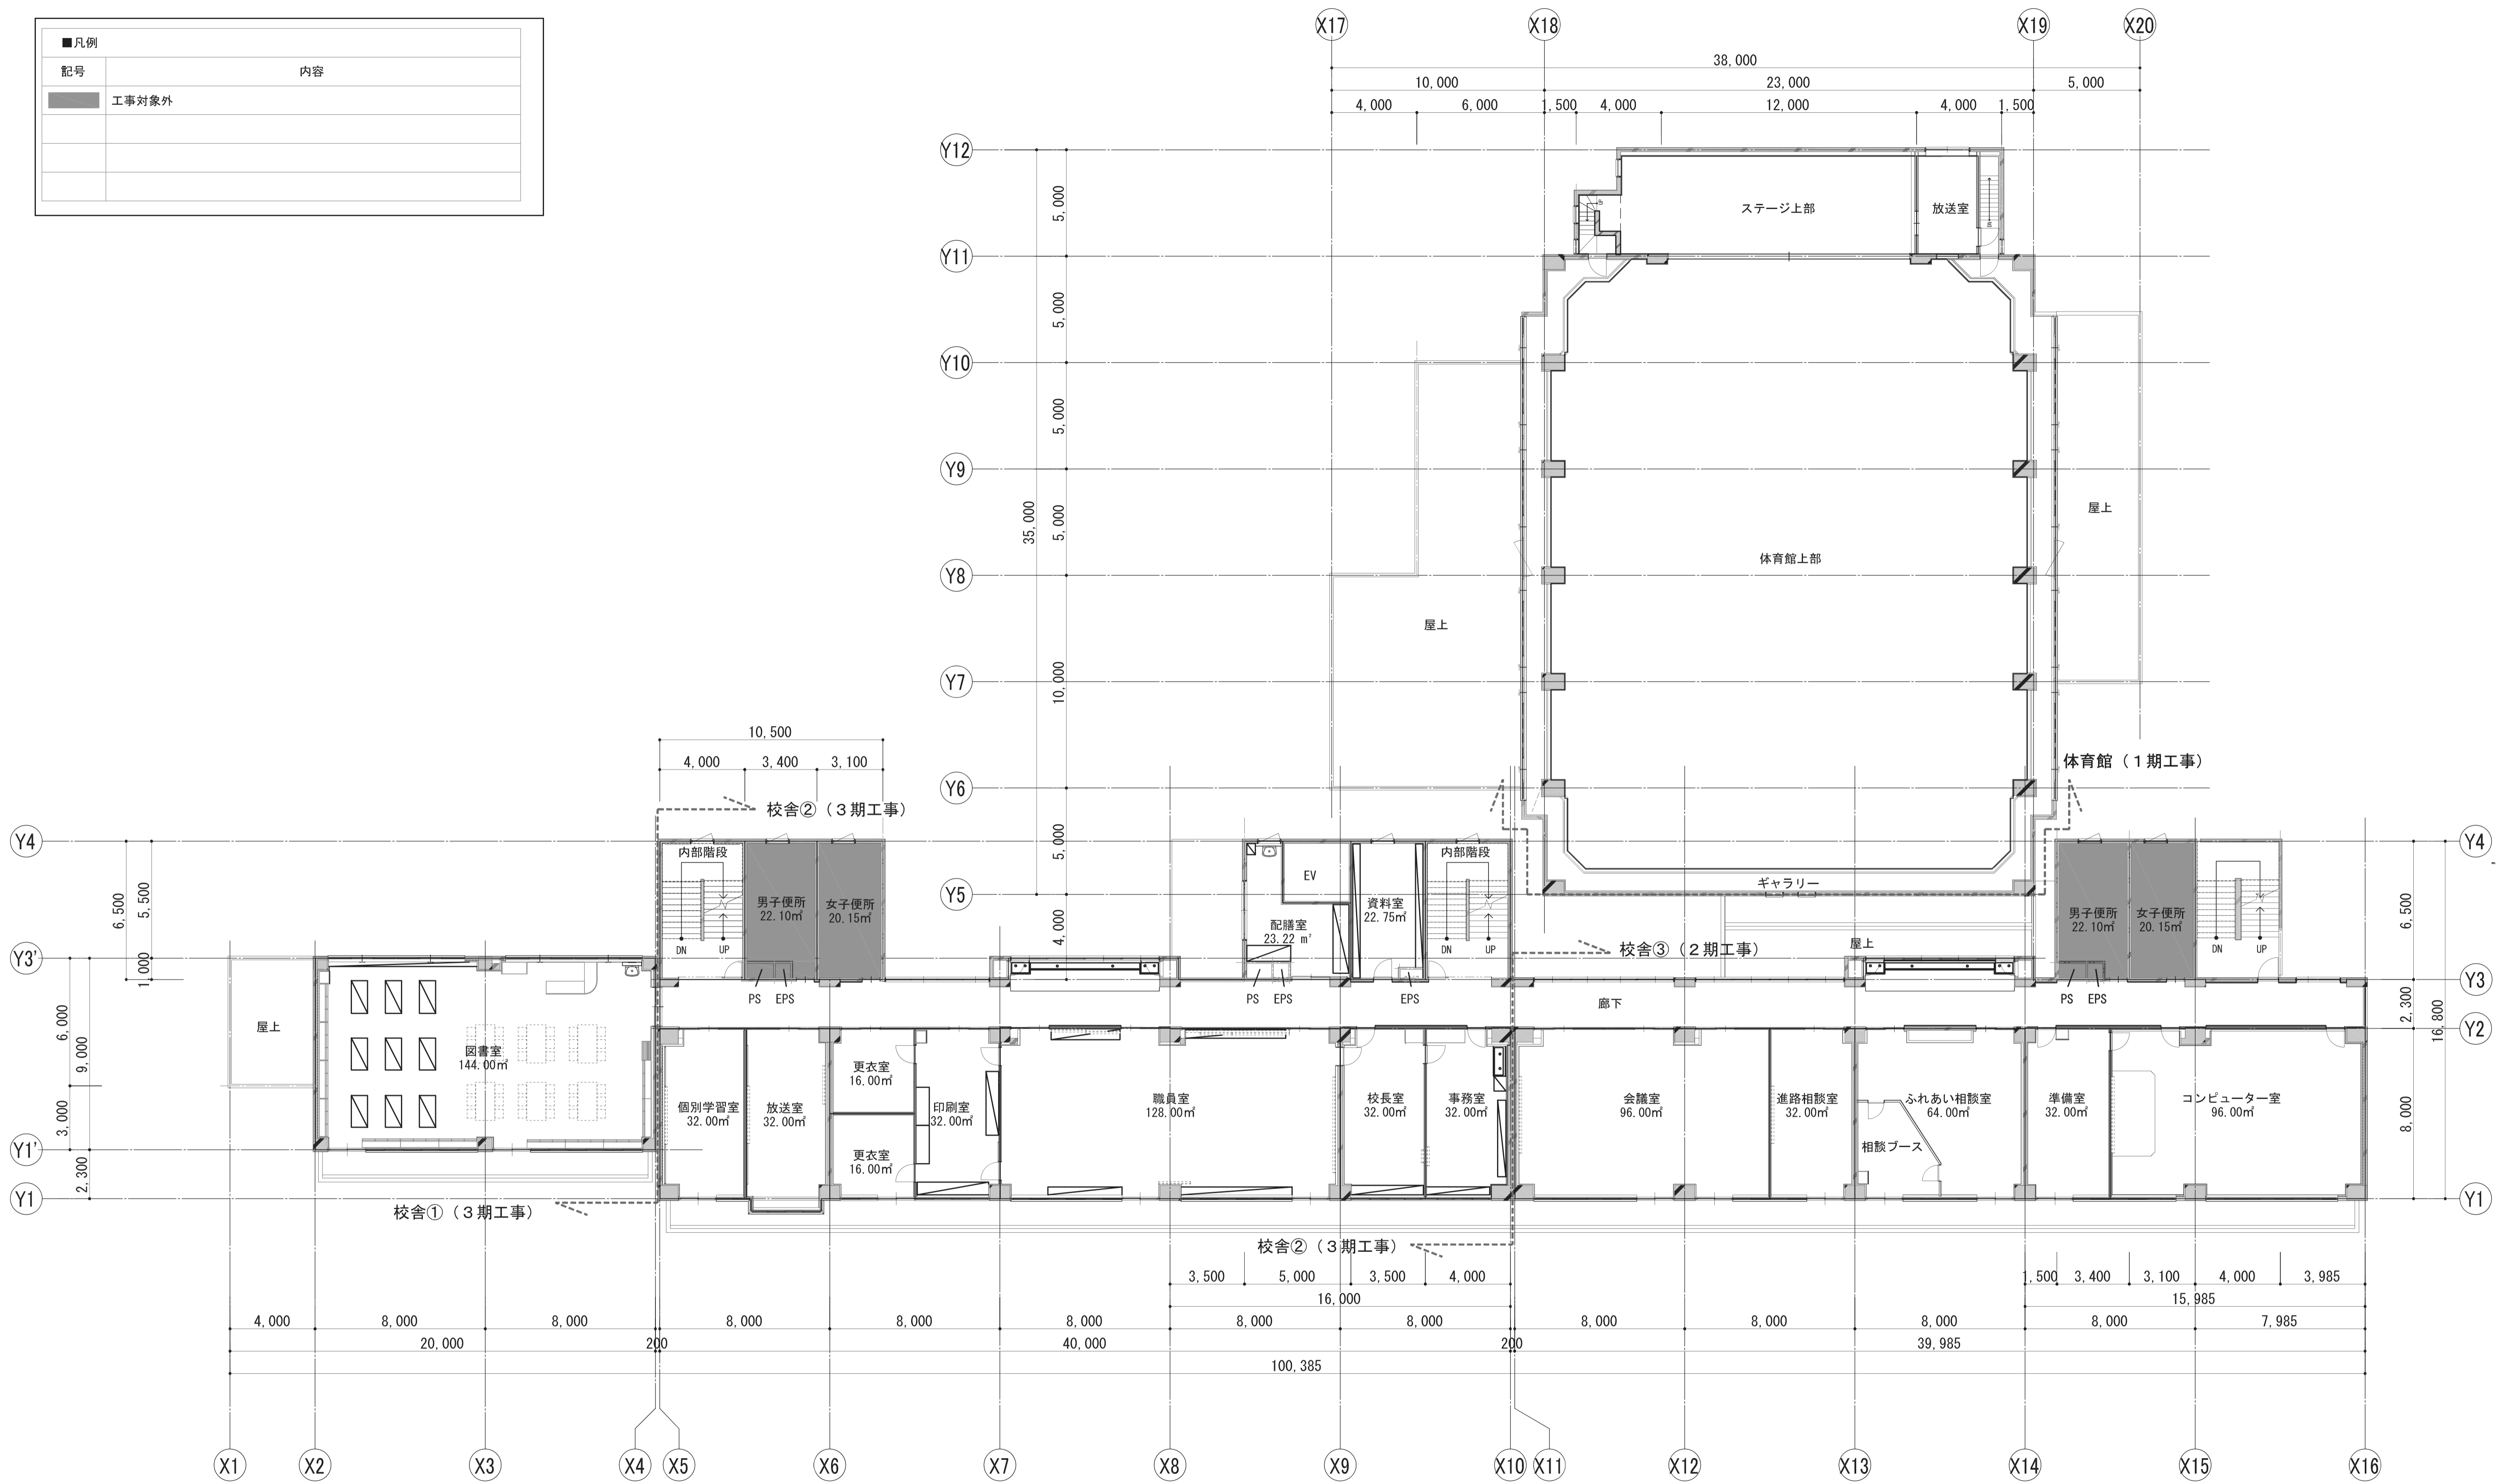 ■凡例
記号 内容
工事対象外
X17 X18 X19 X20
38,000
10,000 23,000 5,000
4,000 6,000 1,500 4,000 12,000 4,000 1,500
Y12
5,000
ステージ上部 放送室
UP
DN
Y11
5,000
Y10
5,000
Y9
屋上
35,000 5,000
体育館上部
Y8
屋上
Y7
10,000
10,500
4,000 3,400 3,100
体育館(1期工事)
Y6
校舎②(3期工事)
Y4 Y4
5,000
内部階段 内部階段
EV
ギャラリー
Y5
6,500 5,500
男子便所
22.10㎡
女子便所
20.15㎡
資料室
22.75㎡
配膳室
23.22 ㎡
男子便所
22.10㎡
女子便所
20.15㎡
6,500
4,000
DN UP DN UP DN UP
校舎③(2期工事)
屋上
Y3'
1,000
Y3
PS EPS PS EPS EPS PS EPS
廊下
2,300
16,800
屋上
6,000
9,000
Y2
図書室
144.00㎡
更衣室
16.00㎡
個別学習室
32.00㎡
放送室
32.00㎡
印刷室
32.00㎡
職員室
128.00㎡
校長室
32.00㎡
事務室
32.00㎡
会議室
96.00㎡
進路相談室
32.00㎡
ふれあい相談室
64.00㎡
準備室
32.00㎡
コンピューター室
96.00㎡
8,000
3,000
相談ブース
更衣室
16.00㎡
Y1'
2,300
Y1 Y1
校舎①(3期工事)
校舎②(3期工事)
3,500 5,000 3,500 4,000 1,500 3,400 3,100 4,000 3,985
16,000 15,985
4,000 8,000 8,000 8,000 8,000 8,000 8,000 8,000 8,000 8,000 8,000 8,000 7,985
20,000 200 40,000 200 39,985
100,385
X1 X2 X3 X4 X5 X6 X7 X8 X9 X10 X11 X12 X13 X14 X15 X16